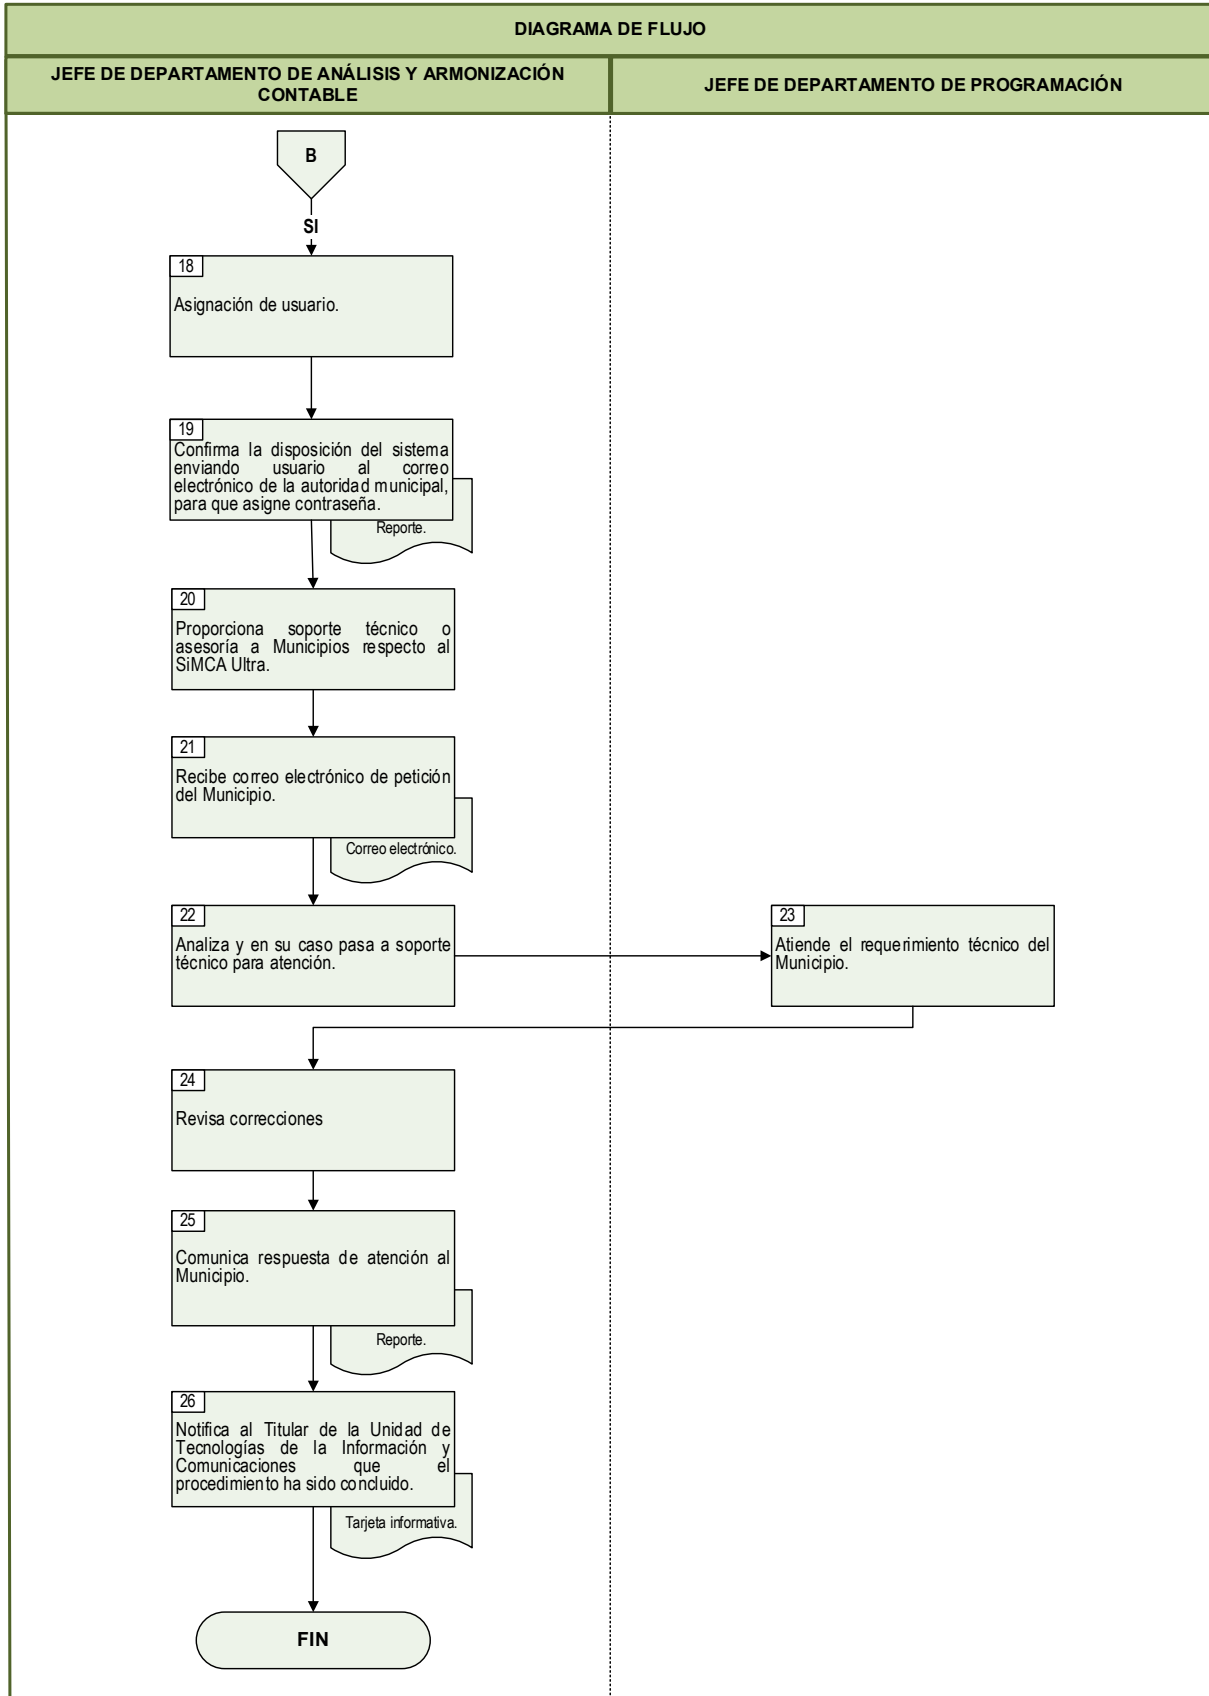 DIAGRAMA DE FLUJO
JEFE DE DEPARTAMENTO DE ANÁLISIS Y ARMONIZACIÓN
CONTABLE
JEFE DE DEPARTAMENTO DE PROGRAMACIÓN
B
SI
18
Asignación de usuario.
19
Confirma la disposición del sistema
enviando usuario al correo
electrónico de la autoridad municipal,
para que asigne contraseña.
Reporte.
20
Proporciona soporte técnico o
asesoría a Municipios respecto al
SiMCA Ultra.
21
Recibe correo electrónico de petición
del Municipio.
Correo electrónico.
22
Analiza y en su caso pasa a soporte
técnico para atención.
23
Atiende el requerimiento técnico del
Municipio.
24
Revisa correcciones
25
Comunica respuesta de atención al
Municipio.
Reporte.
26
Notifica al Titular de la Unidad de
Tecnologías de la Información y
Comunicaciones que el
procedimiento ha sido concluido.
Tarjeta informativa.
FIN